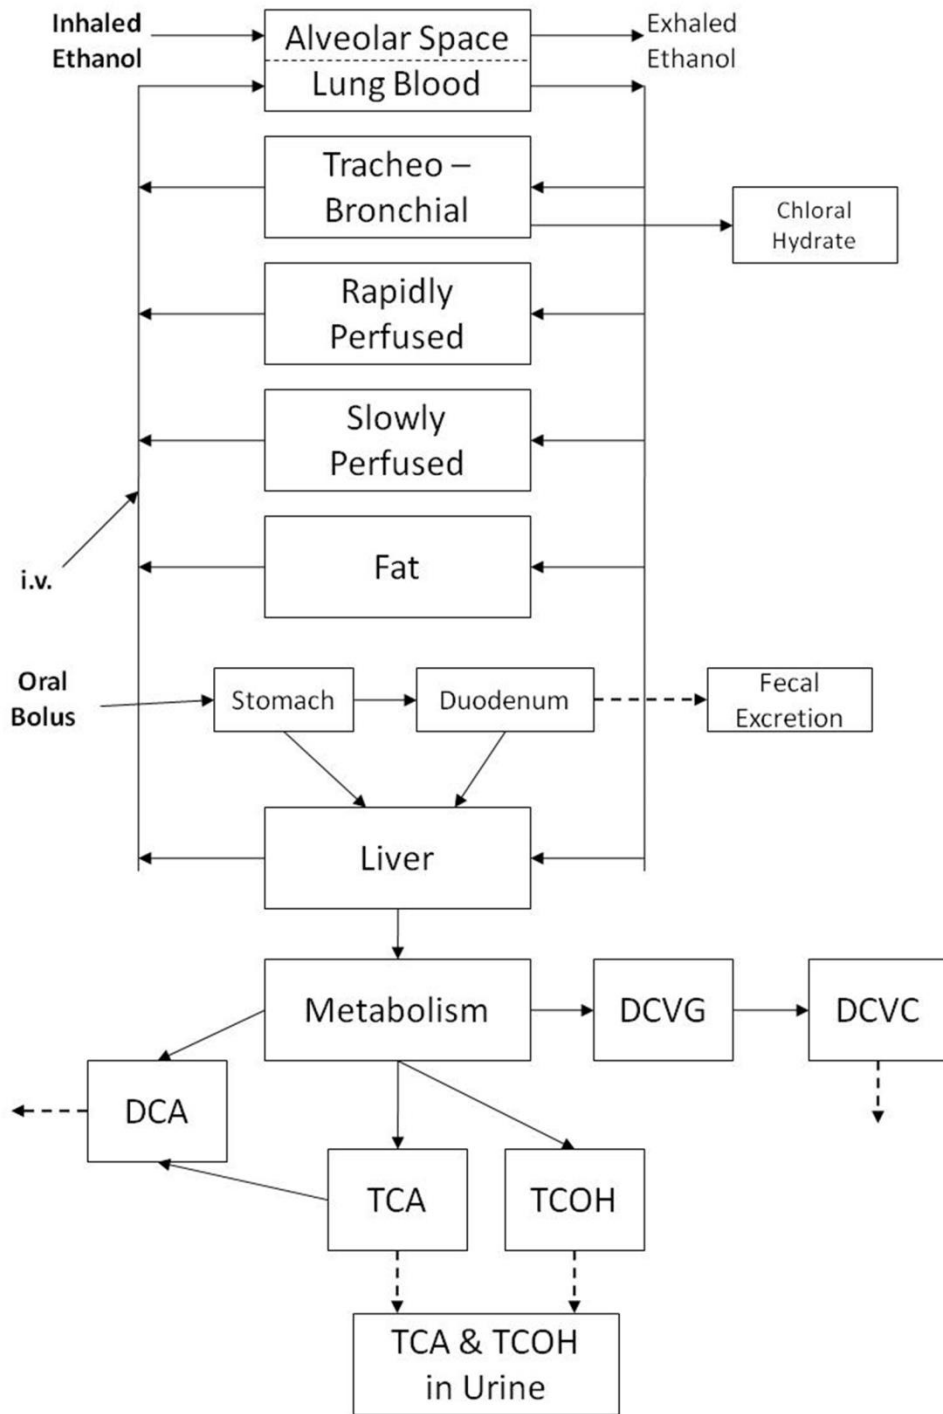 Inhaled
Ethanol
Alveolar Space
Lung Blood
Exhaled
Ethanol
Tracheo –
Bronchial
Chloral
Hydrate
Rapidly
Perfused
Slowly
Perfused
i.v.
Fat
Oral
Bolus
Stomach
Duodenum
Fecal
Excretion
Liver
Metabolism
DCVG
DCVC
DCA
TCA
TCOH
TCA & TCOH
in Urine